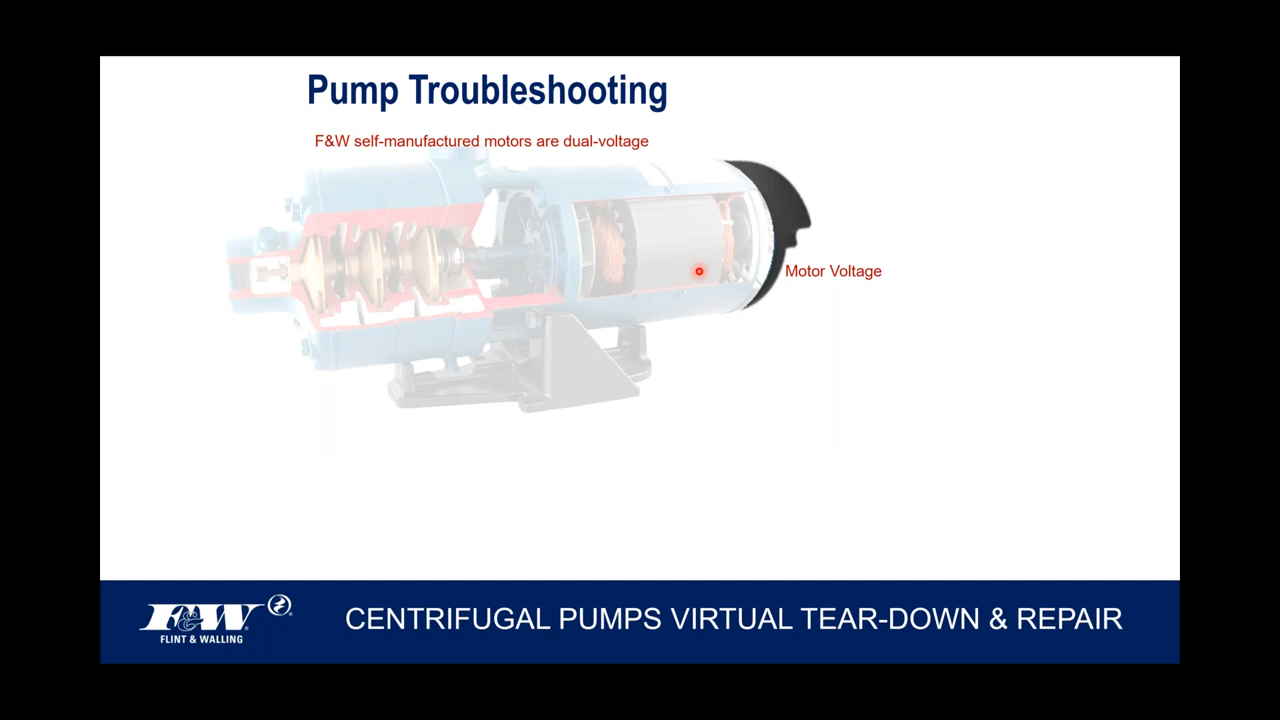 Pump Troubleshooting
F&W self-manufactured motors are dual-voltage
Motor Voltage
F&W
FLINT & WALLING
CENTRIFUGAL PUMPS VIRTUAL TEAR-DOWN & REPAIR